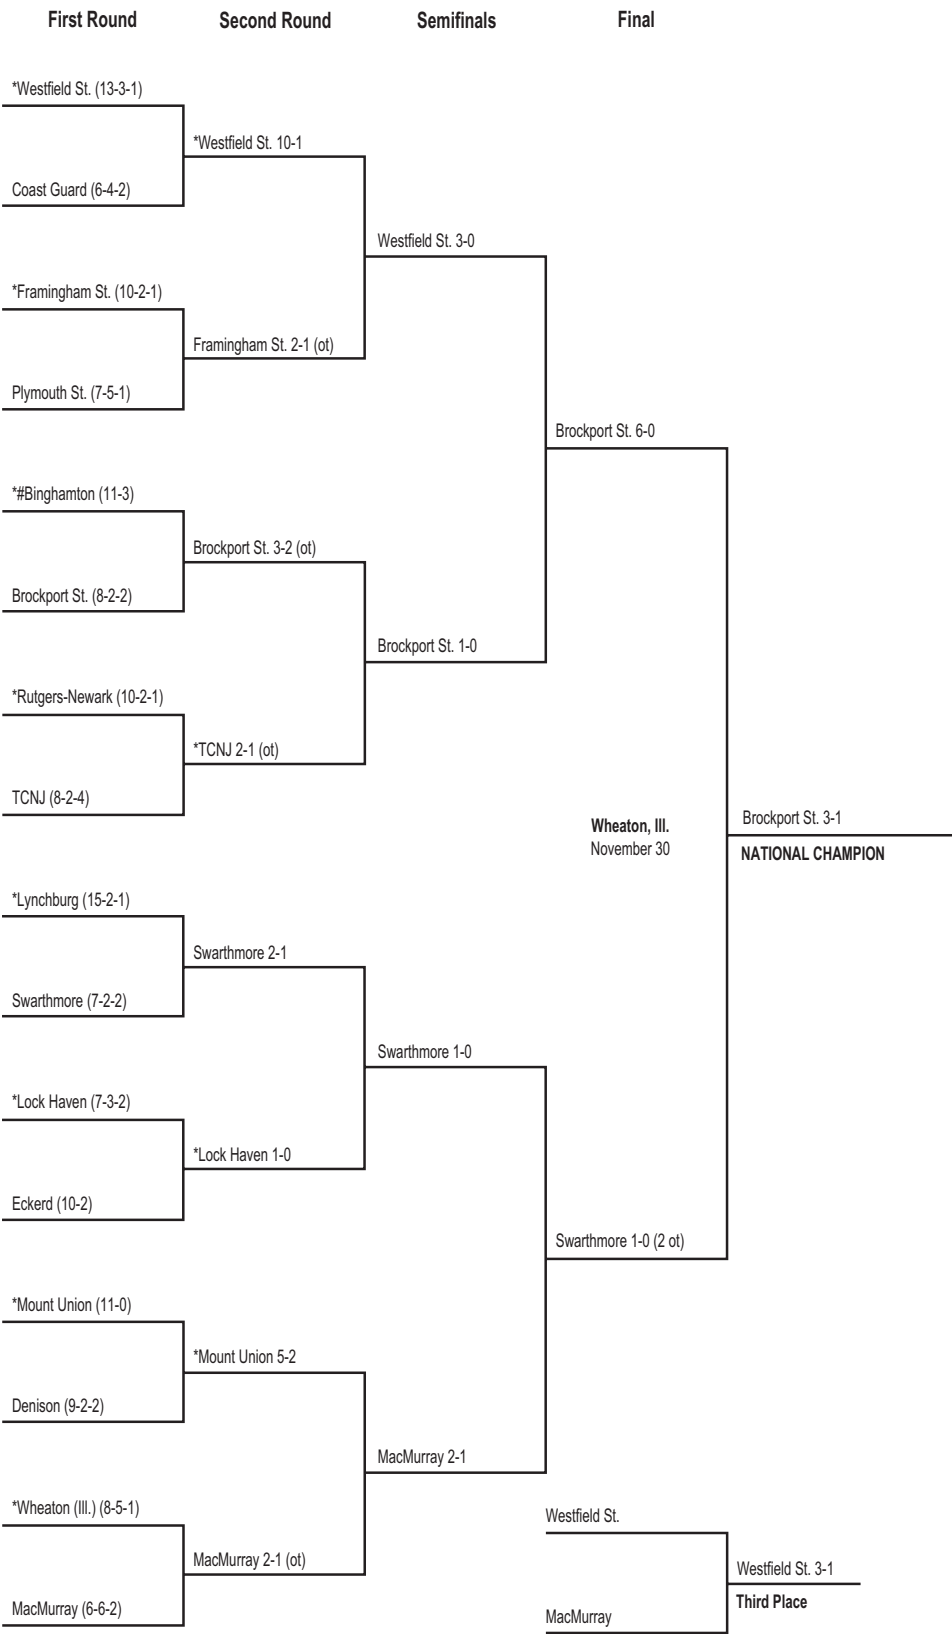 First Round
Second Round
Semifinals
Final
*Westfield St. (13-3-1)
Coast Guard (6-4-2)
*Framingham St. (10-2-1)
Plymouth St. (7-5-1)
*#Binghamton (11-3)
Brockport St. (8-2-2)
*Rutgers-Newark (10-2-1)
TCNJ (8-2-4)
*Lynchburg (15-2-1)
Swarthmore (7-2-2)
*Lock Haven (7-3-2)
Eckerd (10-2)
*Mount Union (11-0)
Denison (9-2-2)
*Wheaton (Ill.) (8-5-1)
MacMurray (6-6-2)
*Westfield St. 10-1
Framingham St. 2-1 (ot)
Brockport St. 3-2 (ot)
*TCNJ 2-1 (ot)
Swarthmore 2-1
*Lock Haven 1-0
*Mount Union 5-2
MacMurray 2-1 (ot)
Westfield St. 3-0
Brockport St. 1-0
Swarthmore 1-0
MacMurray 2-1
Brockport St. 6-0
Swarthmore 1-0 (2 ot)
Wheaton, Ill.
November 30
Brockport St. 3-1
NATIONAL CHAMPION
Westfield St.
MacMurray
Westfield St. 3-1
Third Place